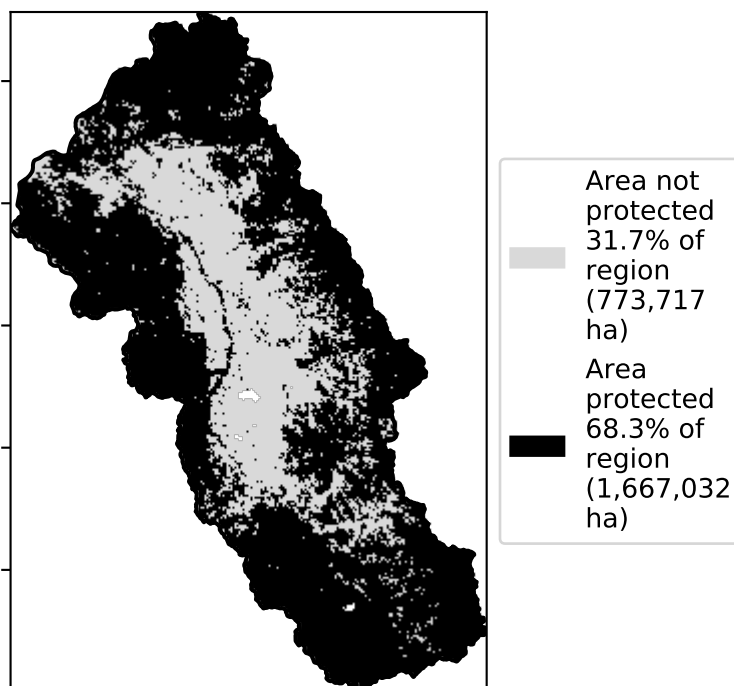 Area not
protected
31.7% of
region
(773,717
ha)
Area
protected
68.3% of
region
(1,667,032
ha)